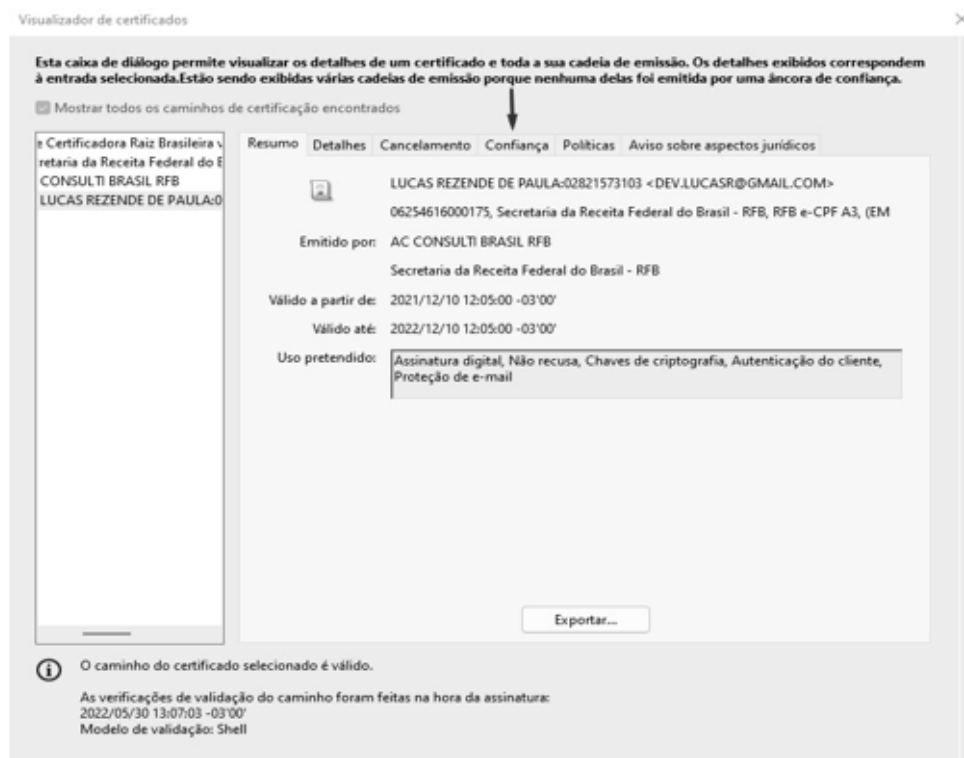 Visualizador de certificados
Esta caixa de diálogo permite visualizar os detalhes de um certificado e toda a sua cadeia de emissão. Os detalhes exibidos correspondem
à entrada selecionada.Estão sendo exibidas várias cadeias de emissão porque nenhuma delas foi emitida por uma âncora de confiança.
Mostrar todos os caminhos de certificação encontrados
Certificadora Raiz Brasileira v
retaria da Receita Federal do B
CONSULTI BRASIL RFB
LUCAS REZENDE DE PAULA:0
Resumo Detalhes Cancelamento Confiança Políticas Aviso sobre aspectos jurídicos
LUCAS REZENDE DE PAULA:02821573103 <DEV.LUCASR@GMAIL.COM>
06254616000175, Secretaria da Receita Federal do Brasil - RFB, RFB e-CPF A3, (EM
Emitido por: AC CONSULTI BRASIL RFB
Secretaria da Receita Federal do Brasil - RFB
Válido a partir de: 2021/12/10 12:05:00 -03'00'
Válido até: 2022/12/10 12:05:00 -03'00'
Uso pretendido: Assinatura digital, Não recusa, Chaves de criptografia, Autenticação do cliente,
Proteção de e-mail
Exportar...
O caminho do certificado selecionado é válido.
As verificações de validação do caminho foram feitas na hora da assinatura:
2022/05/30 13:07:03 -03'00'
Modelo de validação: Shell